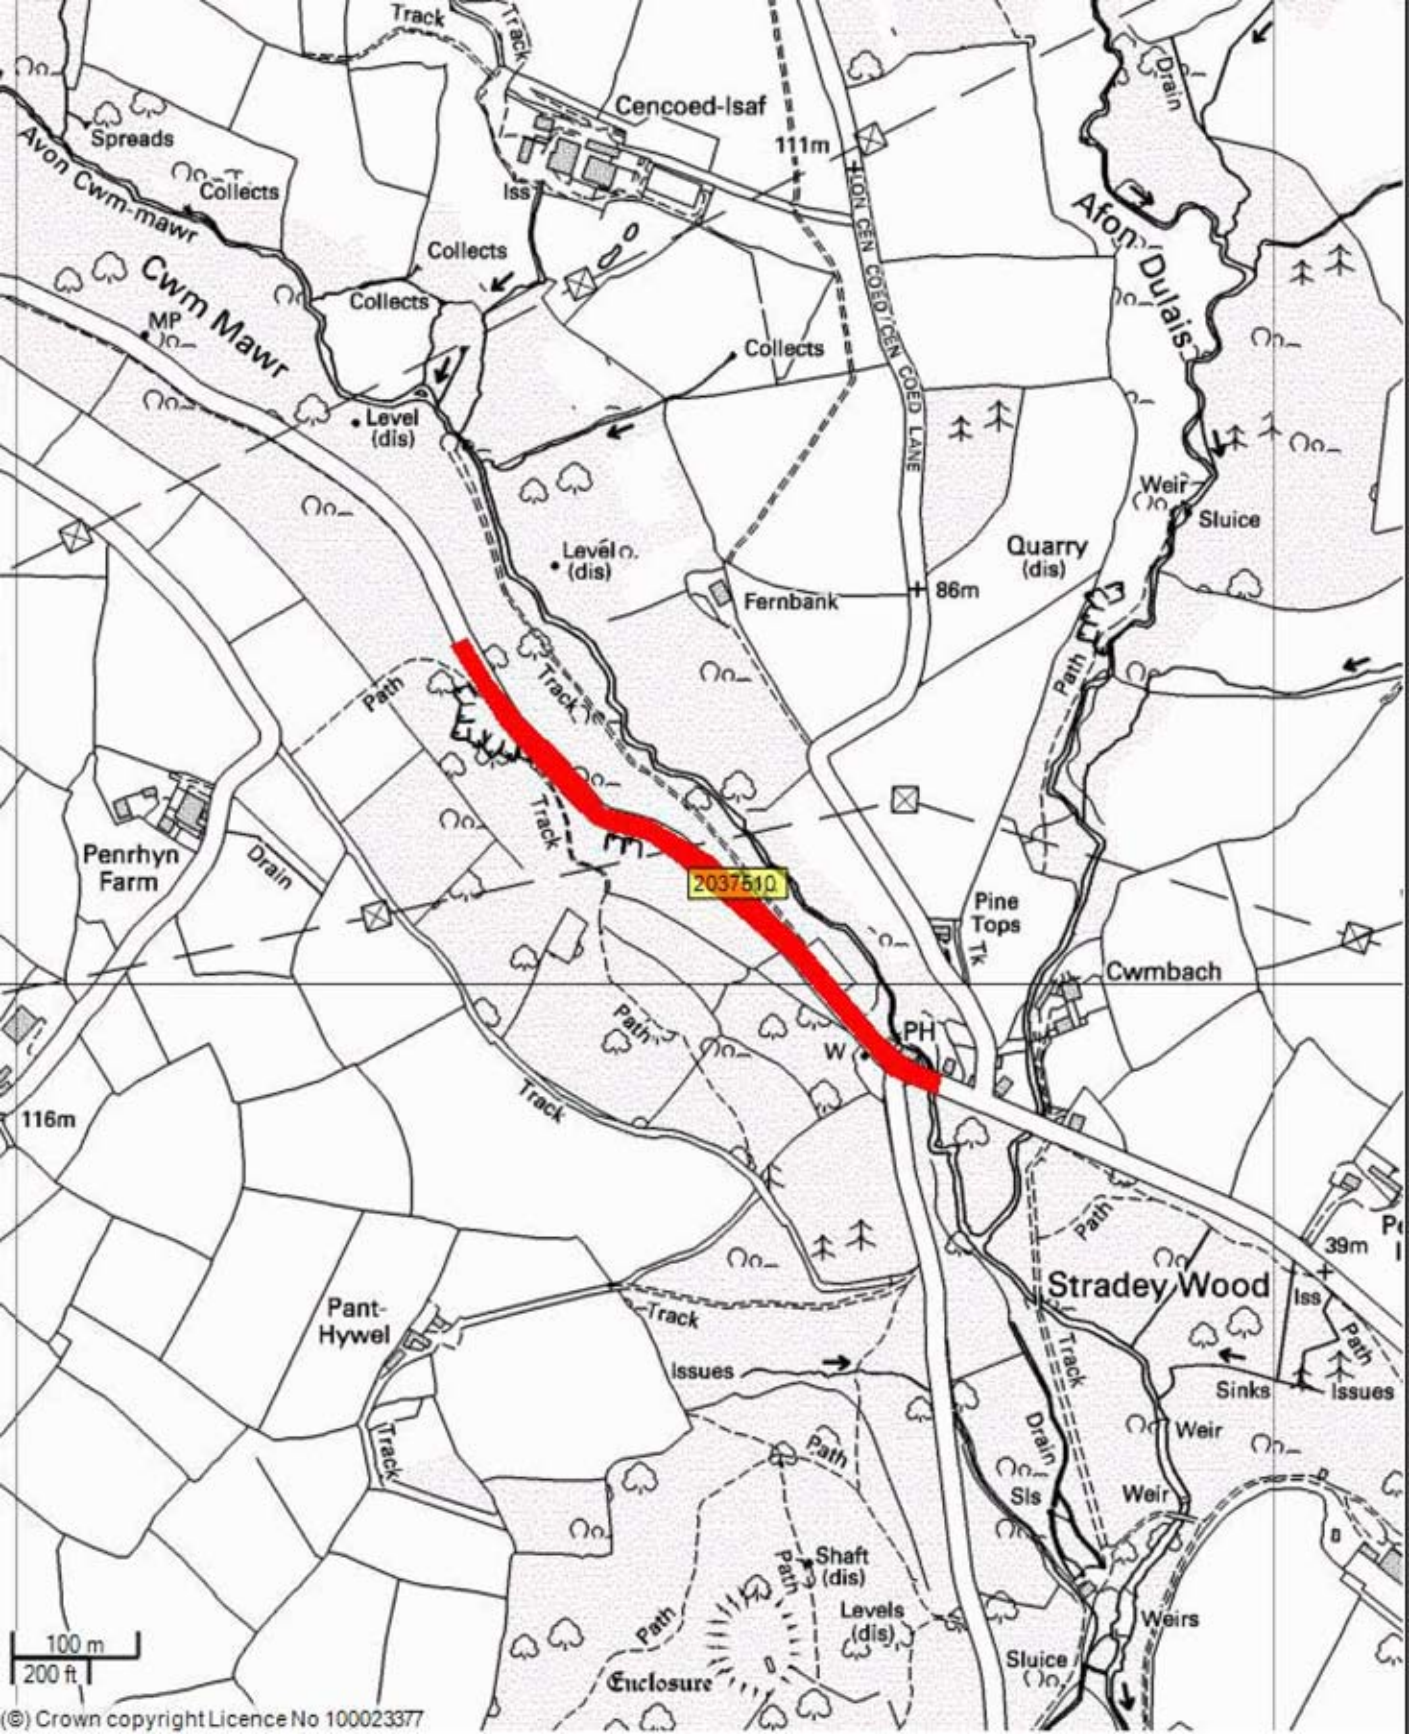 Track
Track
Drain
Cencoed-Isaf
Spreads
111m
Avon Cwm-mawr
Collects
Iss
LON CEN COED/CEN COED LANE
Afon Dulais
Collects
Cwm Mawr
Collects
MP
Collects
Level
(dis)
Weir
Sluice
Level
(dis)
Quarry
(dis)
Fernbank
86m
Path
Track
Path
Track
Penrhyn
Farm
Drain
2037510
Pine
Tops
Tk
Cwmbach
Path
PH
W
116m
Track
Path
39m
Stradey Wood
Iss
Pant-
Hywel
Track
Track
Path
Issues
Sinks
Issues
Track
Drain
Weir
Path
Sls
Weir
Shaft
(dis)
Path
Levels
(dis)
Weirs
Path
100 m
200 ft
Sluice
Enclosure
(©) Crown copyright Licence No 100023377